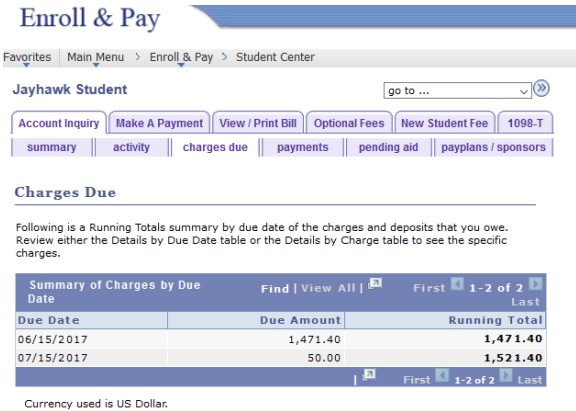 Enroll & Pay
Favorites Main Menu > Enroll & Pay > Student Center
Jayhawk Student go to ...
Account Inquiry Make A Payment View / Print Bill Optional Fees New Student Fee 1098-T
summary activity charges due payments pending aid payplans / sponsors
Charges Due
Following is a Running Totals summary by due date of the charges and deposits that you owe.
Review either the Details by Due Date table or the Details by Charge table to see the specific
charges.
Summary of Charges by Due Date Find | View All | First 1-2 of 2 Last
Due Date Due Amount Running Total
06/15/2017 1,471.40 1,471.40
07/15/2017 50.00 1,521.40
| First 1-2 of 2 Last
Currency used is US Dollar.